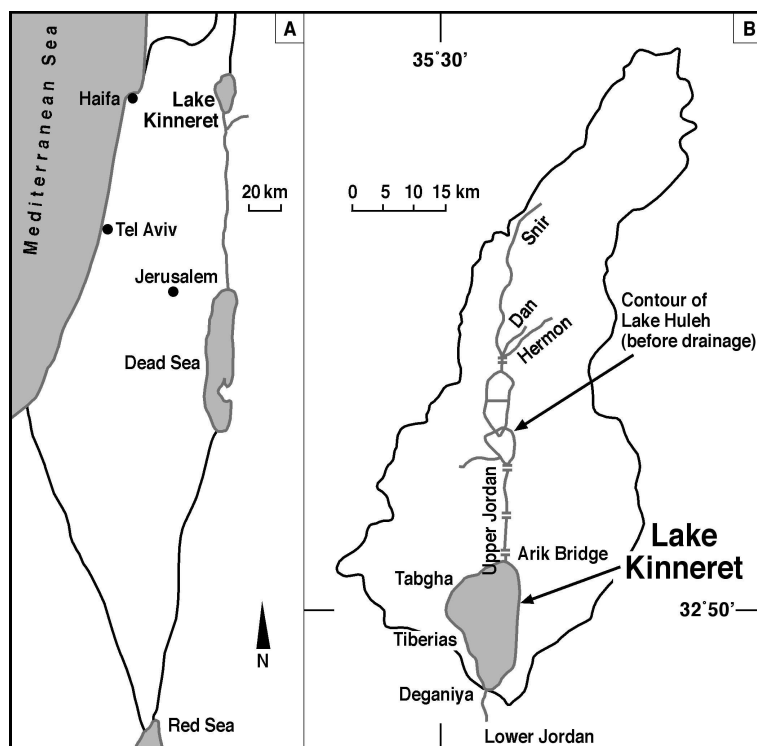 A
Mediterranean Sea
Haifa
Lake
Kinneret
20 km
Tel Aviv
Jerusalem
Dead Sea
N
Red Sea
B
35°30'
0 5 10 15 km
Snir
Dan
Hermon
Contour of
Lake Huleh
(before drainage)
Upper Jordan
Arik Bridge
Lake
Kinneret
Tabgha
32°50'
Tiberias
Deganiya
Lower Jordan